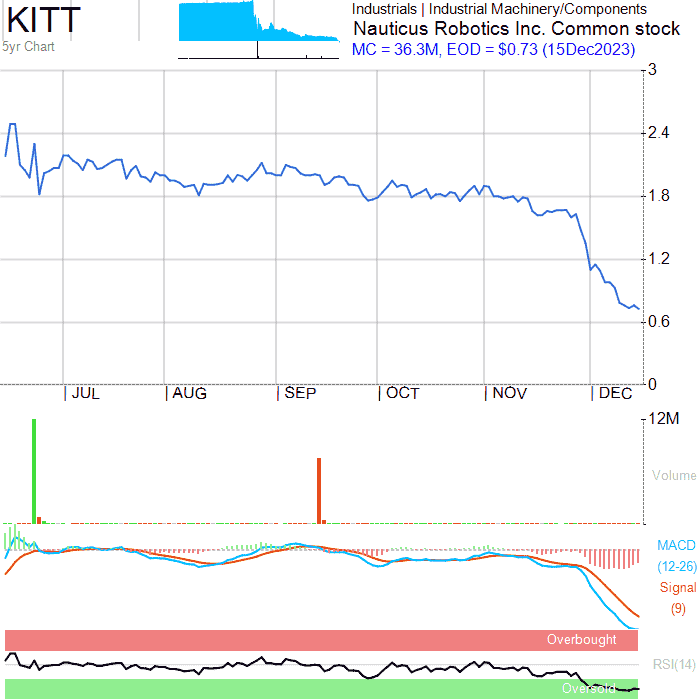 KITT
5yr Chart
Industrials | Industrial Machinery/Components
Nauticus Robotics Inc. Common stock
MC = 36.3M, EOD = $0.73 (15Dec2023)
3
2.4
1.8
1.2
0.6
0
| JUL | AUG | SEP | OCT | NOV | DEC
12M
Volume
MACD
(12-26)
Signal
(9)
Overbought
RSI(14)
Oversold